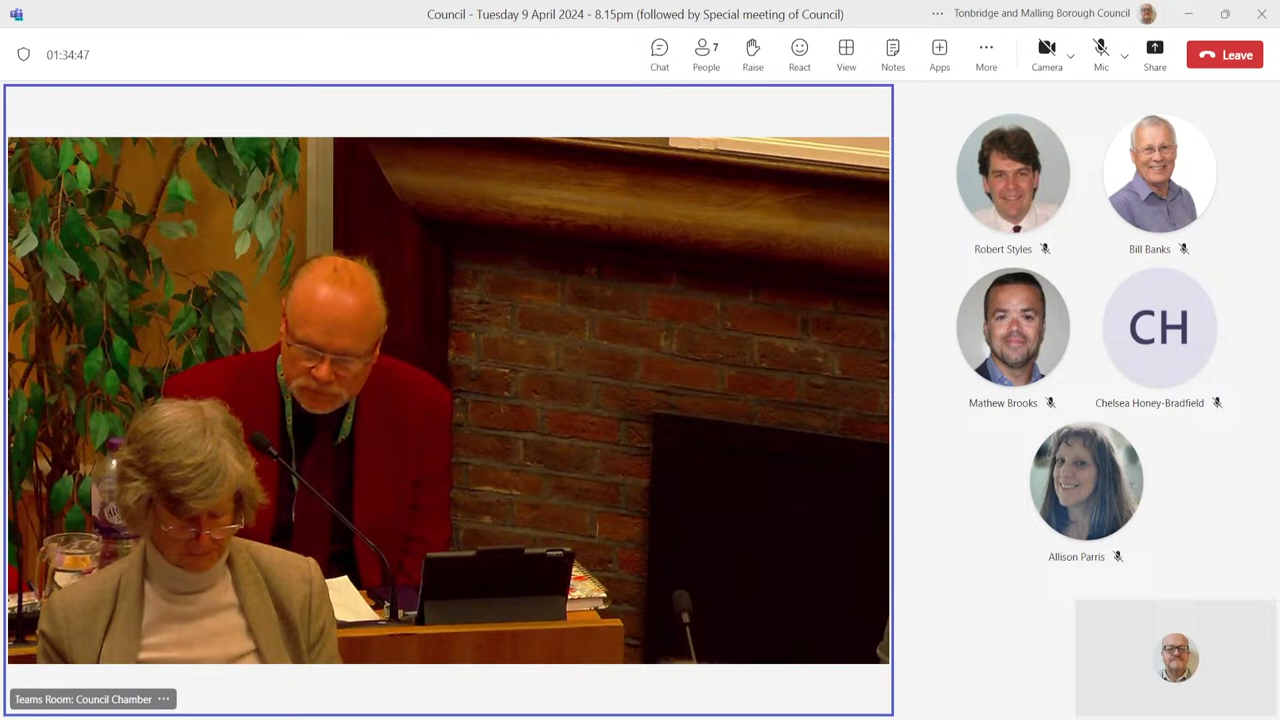 Council - Tuesday 9 April 2024 - 8.15pm (followed by Special meeting of Council)
Tonbridge and Malling Borough Council
01:34:47
7
Chat
People
Raise
React
View
Notes
Apps
More
Camera
Mic
Share
Leave
Robert Styles
Bill Banks
Mathew Brooks
CH
Chelsea Honey-Bradfield
Allison Parris
Teams Room: Council Chamber